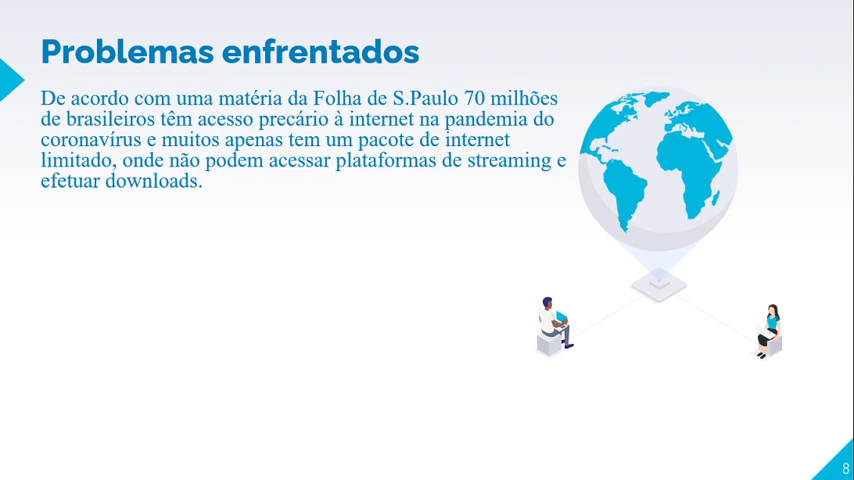 Problemas enfrentados
De acordo com uma matéria da Folha de S.Paulo 70 milhões
de brasileiros têm acesso precário à internet na pandemia do
coronavírus e muitos apenas tem um pacote de internet
limitado, onde não podem acessar plataformas de streaming e
efetuar downloads.
8